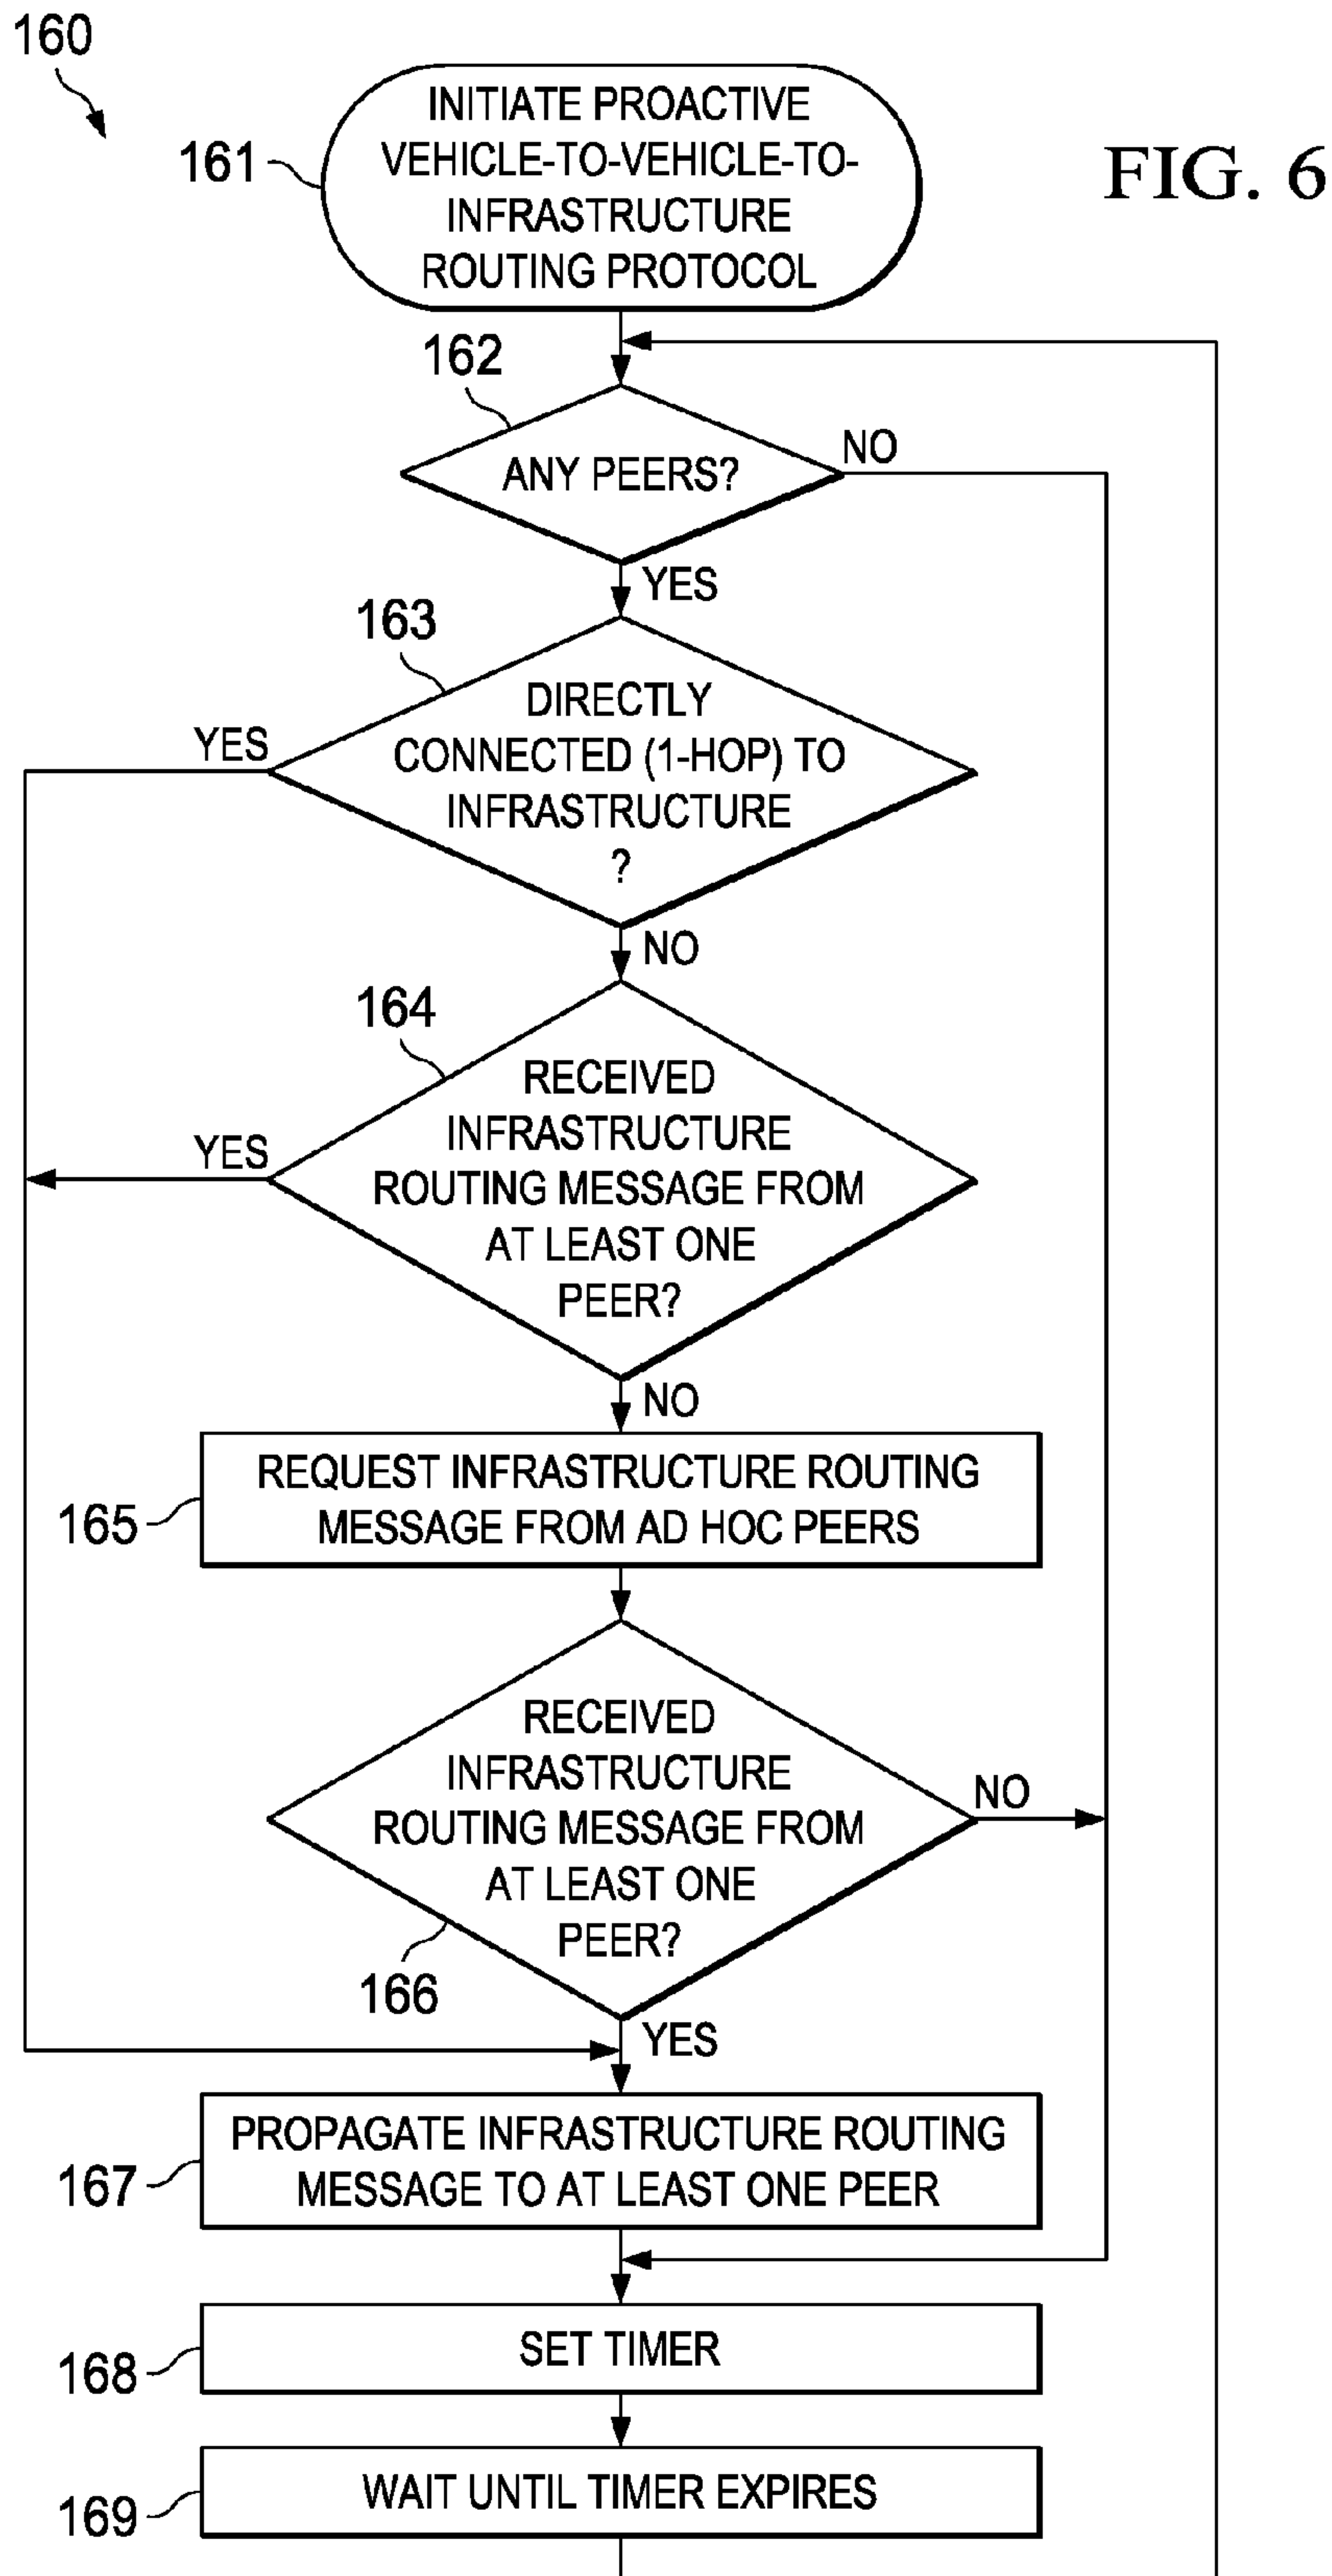 160
FIG. 6
161
INITIATE PROACTIVE
VEHICLE-TO-VEHICLE-TO-
INFRASTRUCTURE
ROUTING PROTOCOL
162
ANY PEERS?
NO
YES
163
DIRECTLY
CONNECTED (1-HOP) TO
INFRASTRUCTURE
?
YES
NO
164
RECEIVED
INFRASTRUCTURE
ROUTING MESSAGE FROM
AT LEAST ONE
PEER?
YES
NO
165
REQUEST INFRASTRUCTURE ROUTING
MESSAGE FROM AD HOC PEERS
RECEIVED
INFRASTRUCTURE
ROUTING MESSAGE FROM
AT LEAST ONE
PEER?
NO
166
YES
167
PROPAGATE INFRASTRUCTURE ROUTING
MESSAGE TO AT LEAST ONE PEER
168
SET TIMER
169
WAIT UNTIL TIMER EXPIRES